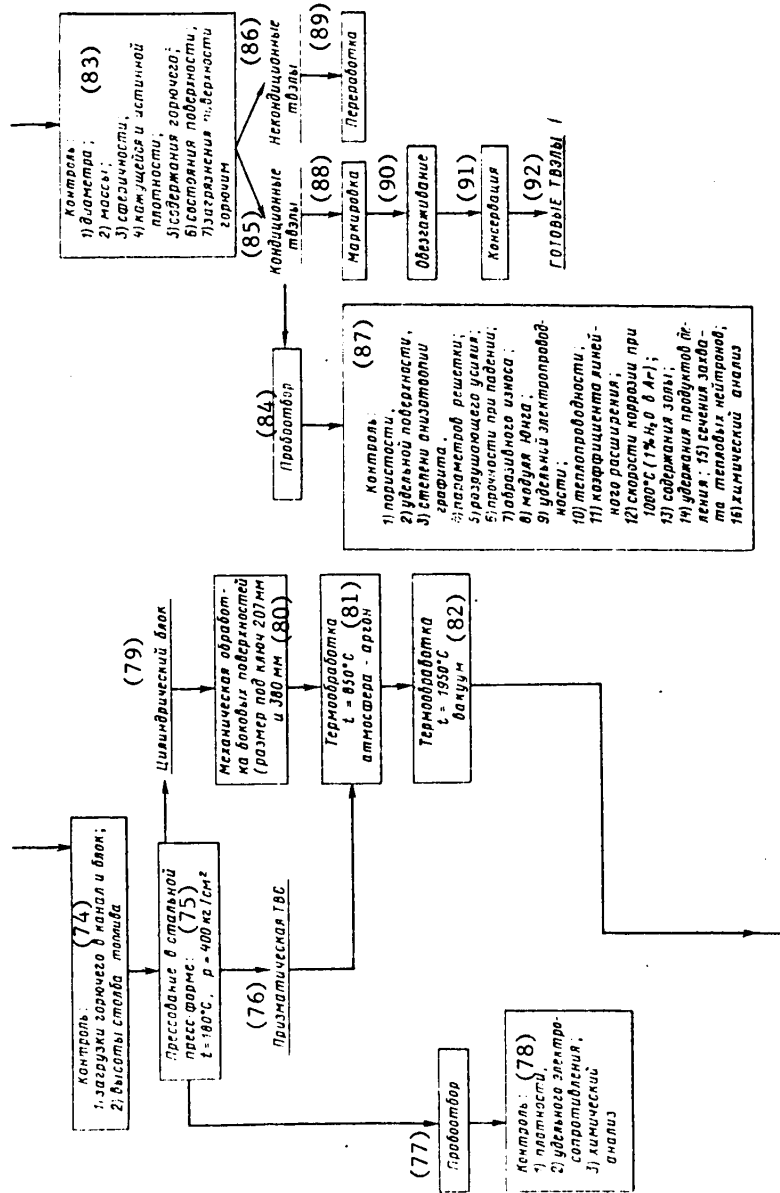 Контроль: (83)
1) диаметра;
2) массы;
3) сферичности,
4) кажущейся и истинной
плотности;
5) содержания горючего;
6) состояния поверхности,
7) загрязнения поверхности
горючим
(85) Кондиционные
твэлы
(86) Некондиционные
твэлы
(88)
Маркировка
(89)
Переработка
(90)
Обезгаживание
(91)
Консервация
(92)
ГОТОВЫЕ ТВЭЛЫ I
(84)
Пробоотбор
(87)
Контроль:
1) пористости,
2) удельной поверхности,
3) степени анизотропии
графита,
4) параметров решетки;
5) разрушающего усилия;
6) прочности при падении;
7) абразивного износа;
8) модуля Юнга;
9) удельной электропровод-
ности;
10) теплопроводности;
11) коэффициента линей-
ного расширения;
12) скорости коррозии при
1000°С (1% H₂O в Ar);
13) содержания золы;
14) удержания продуктов де-
ления; 15) сечения захва-
та тепловых нейтронов;
16) химический анализ
Контроль: (74)
1. загрузки горючего в канал и блок;
2) высоты столба топлива
Прессование в стальной
пресс-форме: (75)
t = 180°С, p = 400 кг/см²
(76)
Призматическая ТВС
(77)
Пробоотбор
Контроль: (78)
1) плотности,
2) удельного электро-
сопротивления;
3) химический
анализ
(79)
Цилиндрический блок
Механическая обработ-
ка боковых поверхностей
(размер под ключ 207 мм
и 380 мм (80)
Термообработка
t = 850°С (81)
атмосфера - аргон
Термообработка
t = 1950°С (82)
вакуум